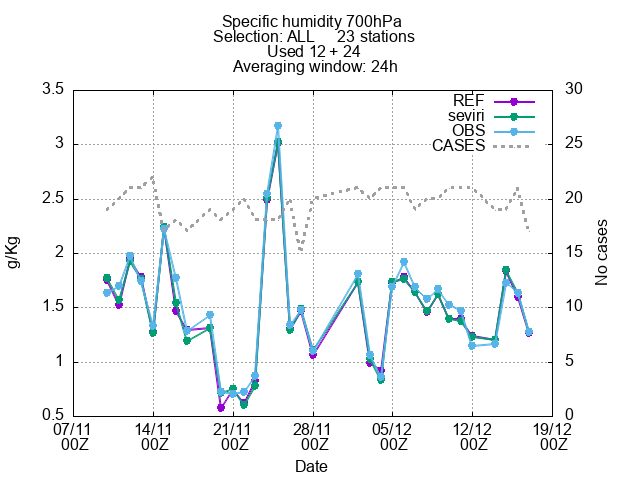 Specific humidity 700hPa
Selection: ALL 23 stations
Used 12 + 24
Averaging window: 24h
REF
seviri
OBS
CASES
3.5
3
2.5
2
1.5
1
0.5
g/Kg
30
25
20
15
10
5
0
No cases
07/11 14/11 21/11 28/11 05/12 12/12 19/12
00Z 00Z 00Z 00Z 00Z 00Z 00Z
Date